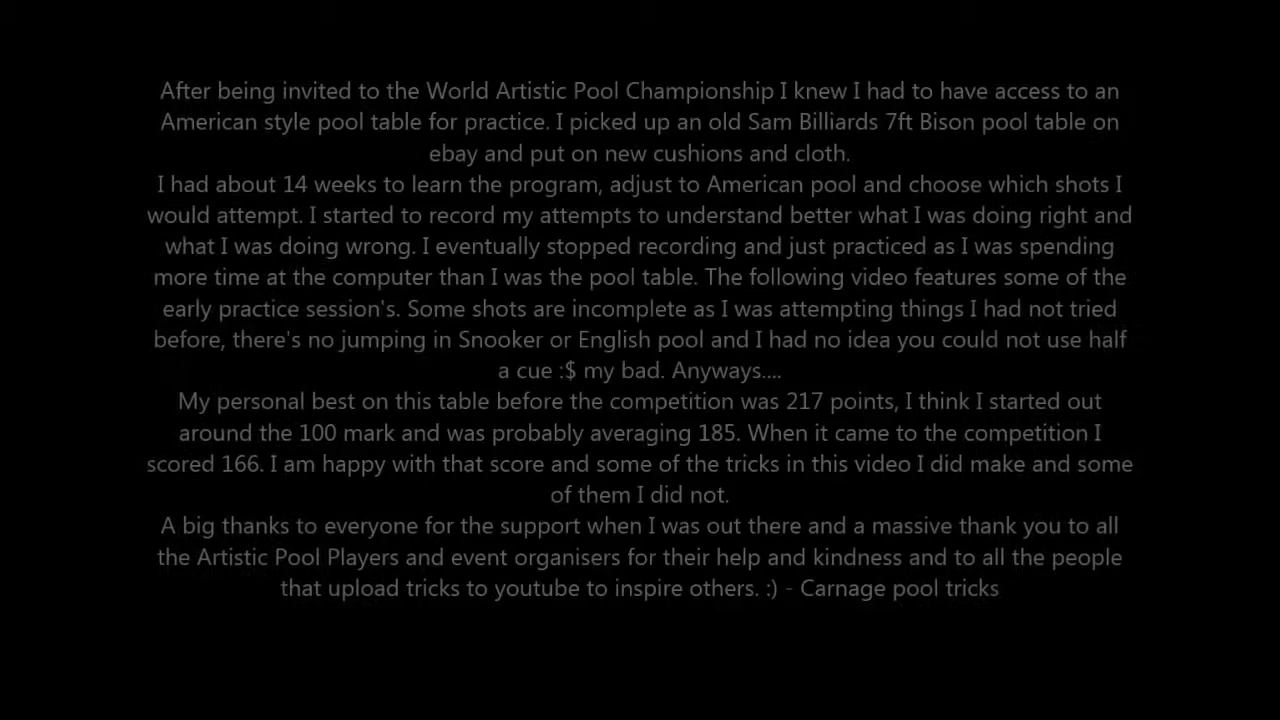 After being invited to the World Artistic Pool Championship I knew I had to have access to an
American style pool table for practice. I picked up an old Sam Billiards 7ft Bison pool table on
ebay and put on new cushions and cloth.
I had about 14 weeks to learn the program, adjust to American pool and choose which shots I
would attempt. I started to record my attempts to understand better what I was doing right and
what I was doing wrong. I eventually stopped recording and just practiced as I was spending
more time at the computer than I was the pool table. The following video features some of the
early practice session's. Some shots are incomplete as I was attempting things I had not tried
before, there's no jumping in Snooker or English pool and I had no idea you could not use half
a cue :$ my bad. Anyways....
My personal best on this table before the competition was 217 points, I think I started out
around the 100 mark and was probably averaging 185. When it came to the competition I
scored 166. I am happy with that score and some of the tricks in this video I did make and some
of them I did not.
A big thanks to everyone for the support when I was out there and a massive thank you to all
the Artistic Pool Players and event organisers for their help and kindness and to all the people
that upload tricks to youtube to inspire others. :) - Carnage pool tricks